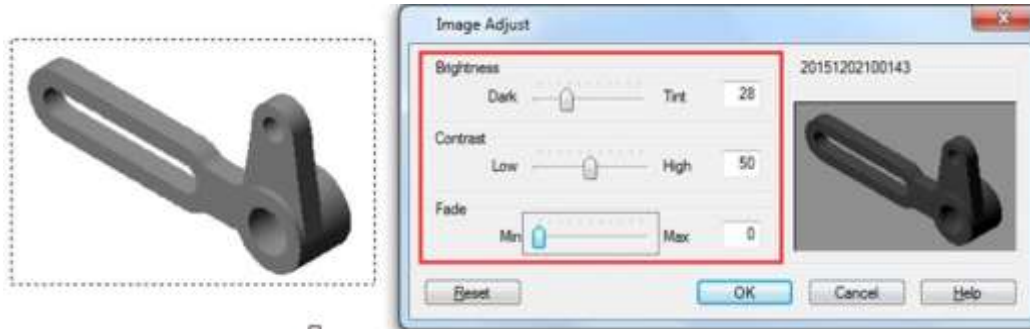 Image Adjust
Brightness
20151202100143
Dark Tint 28
Contrast
Low High 50
Fade
Min Max 0
Reset OK Cancel Help